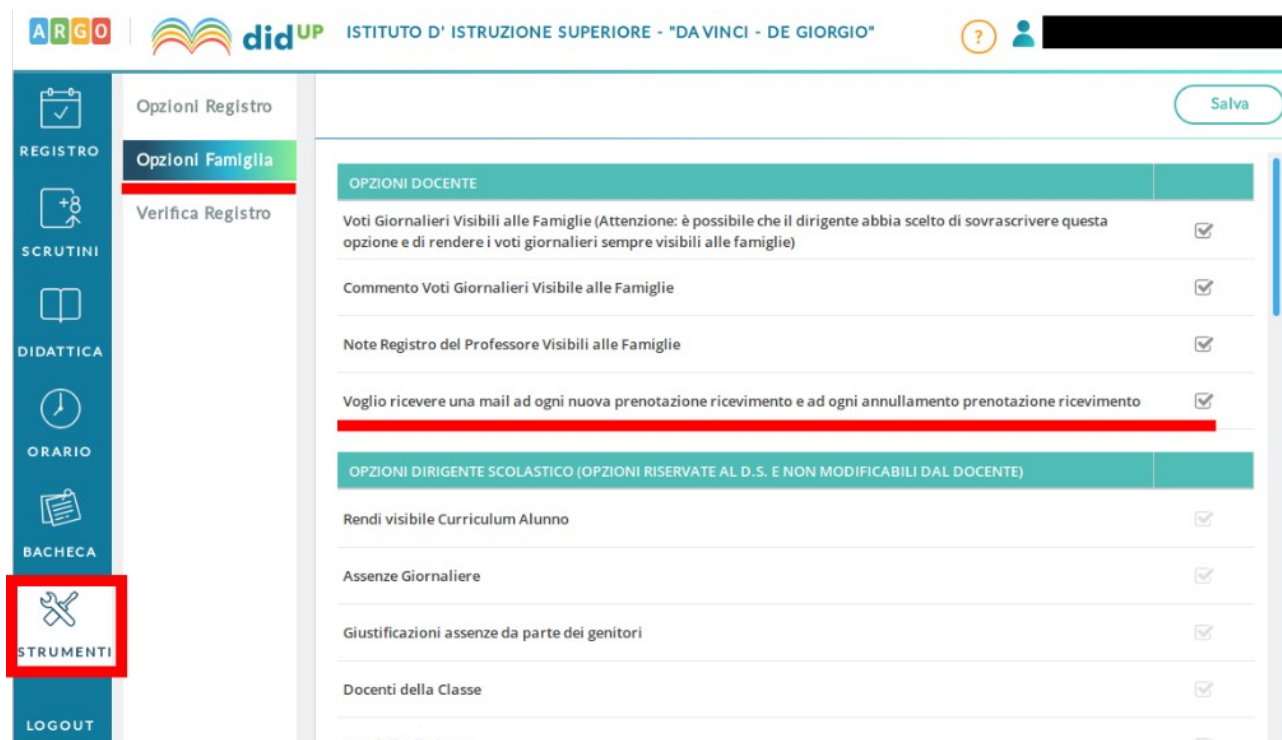 ARGO
didUP
ISTITUTO D' ISTRUZIONE SUPERIORE - "DA VINCI - DE GIORGIO"
?
REGISTRO
+8
SCRUTINI
DIDATTICA
ORARIO
BACHECA
STRUMENTI
LOGOUT
Opzioni Registro
Opzioni Famiglia
Verifica Registro
Salva
OPZIONI DOCENTE
Voti Giornalieri Visibili alle Famiglie (Attenzione: è possibile che il dirigente abbia scelto di sovrascrivere questa
opzione e di rendere i voti giornalieri sempre visibili alle famiglie)
Commento Voti Giornalieri Visibile alle Famiglie
Note Registro del Professore Visibili alle Famiglie
Voglio ricevere una mail ad ogni nuova prenotazione ricevimento e ad ogni annullamento prenotazione ricevimento
OPZIONI DIRIGENTE SCOLASTICO (OPZIONI RISERVATE AL D.S. E NON MODIFICABILI DAL DOCENTE)
Rendi visibile Curriculum Alunno
Assenze Giornaliere
Giustificazioni assenze da parte dei genitori
Docenti della Classe